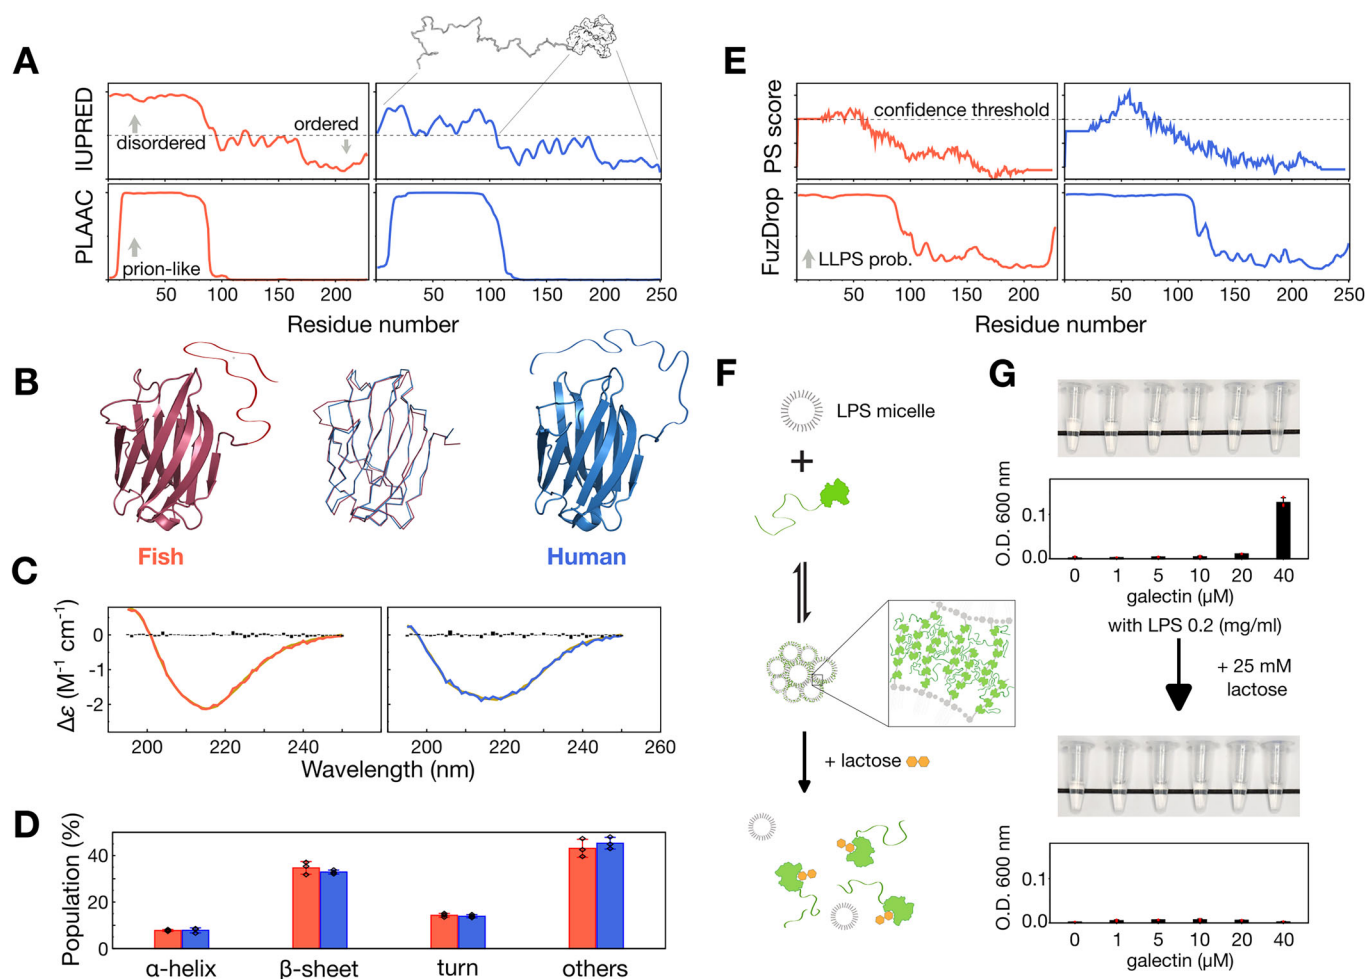 A
IUPRED
disordered
ordered
PLAAC
prion-like
50 100 150 200 50 100 150 200 250
Residue number
B
Fish
Human
C
Δε (M⁻¹ cm⁻¹)
0
-1
-2
200 220 240 200 220 240 260
Wavelength (nm)
D
Population (%)
40
20
0
α-helix β-sheet turn others
E
PS score
confidence threshold
FuzDrop
LLPS prob.
50 100 150 200 50 100 150 200 250
Residue number
F
LPS micelle
+
+ lactose
G
O.D. 600 nm
0.1
0.0
0 1 5 10 20 40
galectin (μM)
with LPS 0.2 (mg/ml)
+ 25 mM
lactose
O.D. 600 nm
0.1
0.0
0 1 5 10 20 40
galectin (μM)